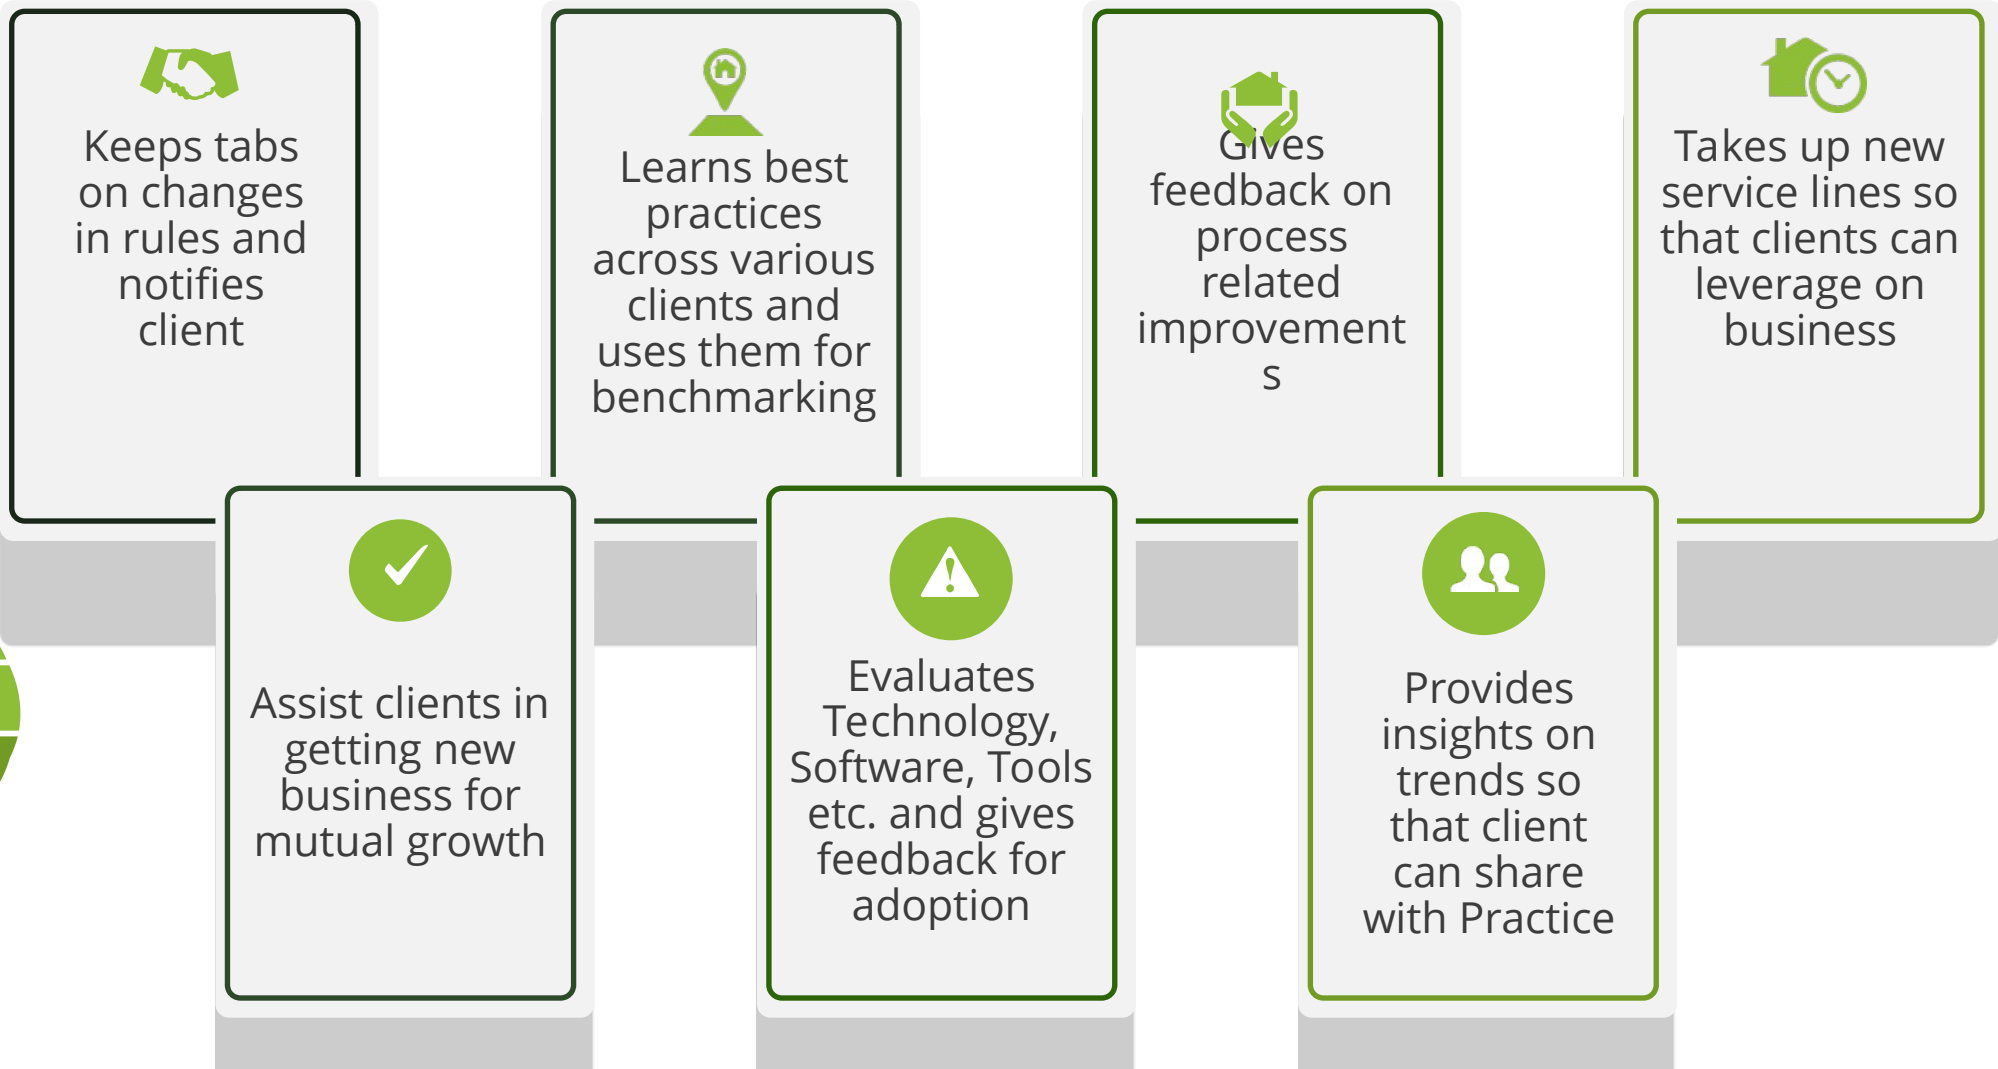 Keeps tabs
on changes
in rules and
notifies
client
Learns best
practices
across various
clients and
uses them for
benchmarking
Gives
feedback on
process
related
improvement
s
Takes up new
service lines so
that clients can
leverage on
business
Assist clients in
getting new
business for
mutual growth
Evaluates
Technology,
Software, Tools
etc. and gives
feedback for
adoption
Provides
insights on
trends so
that client
can share
with Practice